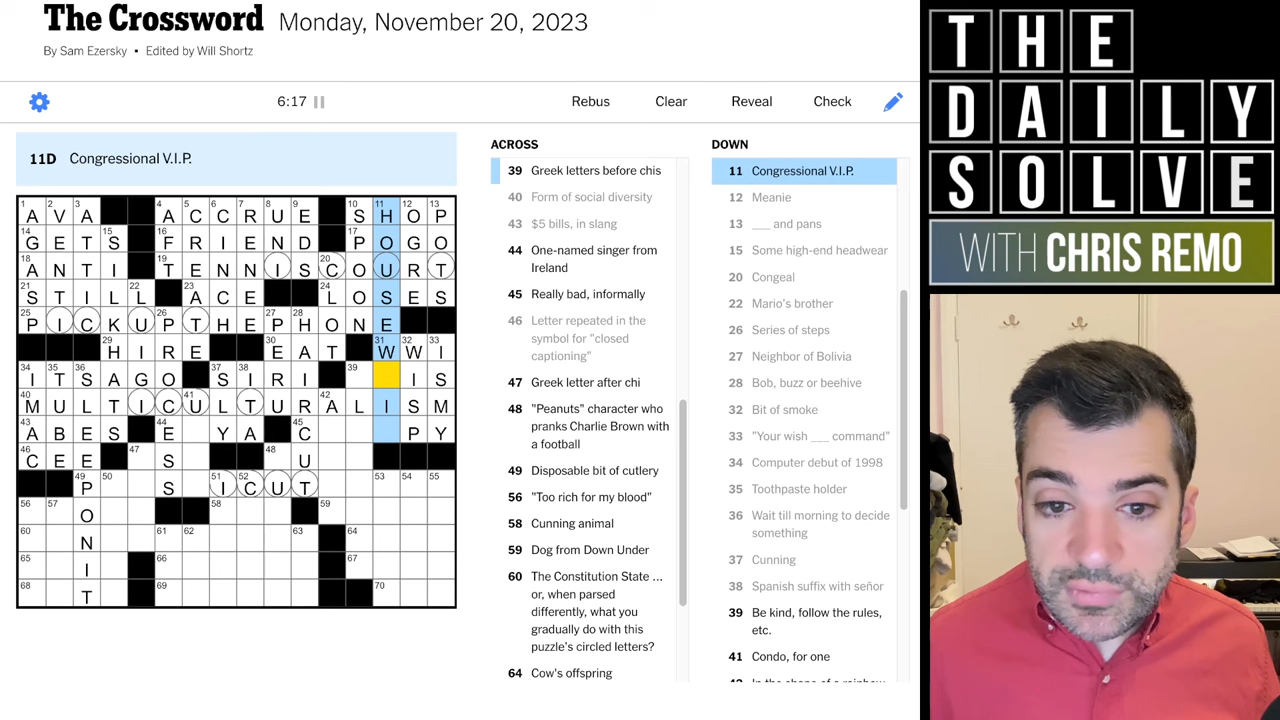 The Crossword Monday, November 20, 2023
By Sam Ezersky • Edited by Will Shortz
6:17
Rebus Clear Reveal Check
11D Congressional V.I.P.
A V A A C C R U E S H O P
G E T S F R I E N D P O G O
A N T I T E N N I S C O U R T
S T I L L A C E L O S E S
P I C K U P T H E P H O N E
H I R E E A T W W I
I T S A G O S I R I I S
M U L T I C U L T U R A L I S M
A B E S E Y A C P Y
C E E S U
P S I C U T
O
N
I
T
ACROSS
39 Greek letters before chis
40 Form of social diversity
43 $5 bills, in slang
44 One-named singer from
Ireland
45 Really bad, informally
46 Letter repeated in the
symbol for "closed
captioning"
47 Greek letter after chi
48 "Peanuts" character who
pranks Charlie Brown with
a football
49 Disposable bit of cutlery
56 "Too rich for my blood"
58 Cunning animal
59 Dog from Down Under
60 The Constitution State ...
or, when parsed
differently, what you
gradually do with this
puzzle's circled letters?
64 Cow's offspring
DOWN
11 Congressional V.I.P.
12 Meanie
13 ___ and pans
15 Some high-end headwear
20 Congeal
22 Mario's brother
26 Series of steps
27 Neighbor of Bolivia
28 Bob, buzz or beehive
32 Bit of smoke
33 "Your wish ___ command"
34 Computer debut of 1998
35 Toothpaste holder
36 Wait till morning to decide
something
37 Cunning
38 Spanish suffix with señor
39 Be kind, follow the rules,
etc.
41 Condo, for one
THE
DAILY
SOLVE
WITH CHRIS REMO